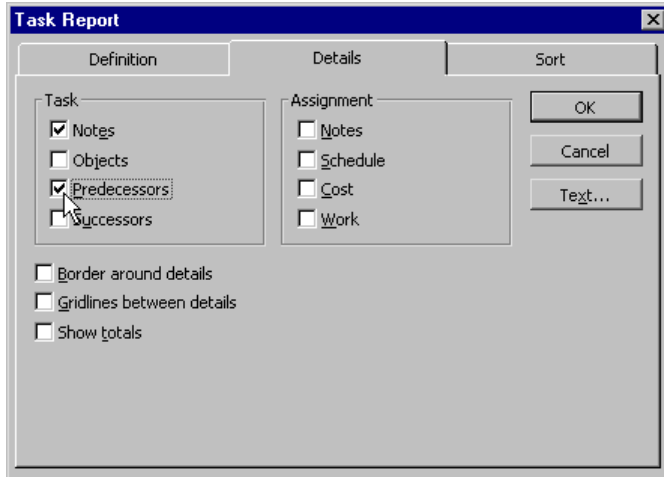 Task Report
Definition Details Sort
Task
Notes
Objects
Predecessors
Successors
Assignment
Notes
Schedule
Cost
Work
OK
Cancel
Text...
Border around details
Gridlines between details
Show totals